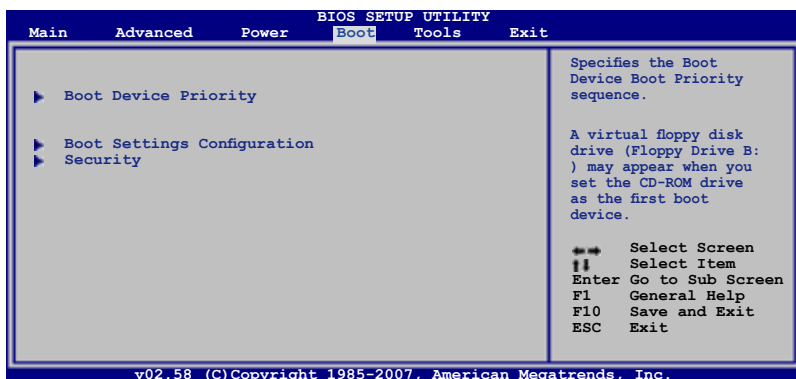 BIOS SETUP UTILITY
Main Advanced Power Boot Tools Exit
Boot Device Priority
Boot Settings Configuration
Security
Specifies the Boot
Device Boot Priority
sequence.
A virtual floppy disk
drive (Floppy Drive B:
) may appear when you
set the CD-ROM drive
as the first boot
device.
Select Screen
Select Item
Enter Go to Sub Screen
F1 General Help
F10 Save and Exit
ESC Exit
v02.58 (C)Copyright 1985-2007, American Megatrends, Inc.